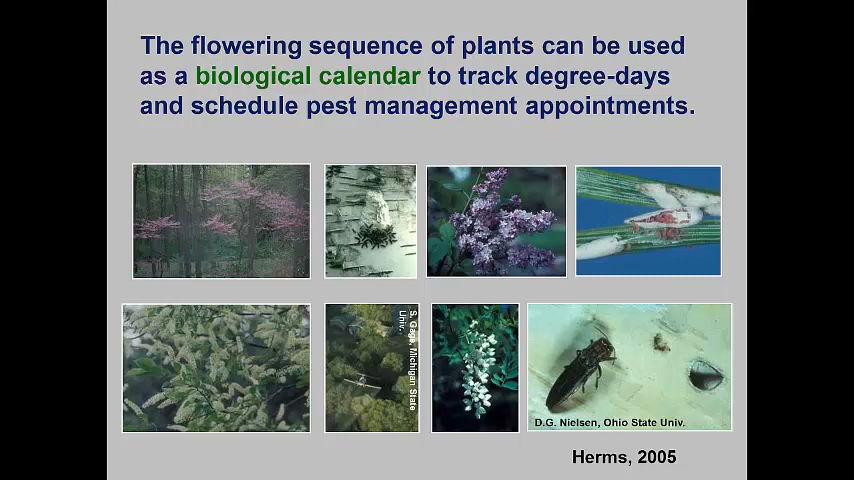 The flowering sequence of plants can be used
as a biological calendar to track degree-days
and schedule pest management appointments.
S. Gage, Michigan State
Univ.
D.G. Nielsen, Ohio State Univ.
Herms, 2005